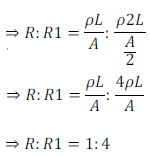 ⇒ R: R1 = ρL/A : ρ2L/(A/2)
⇒ R: R1 = ρL/A : 4ρL/A
⇒ R: R1 = 1: 4